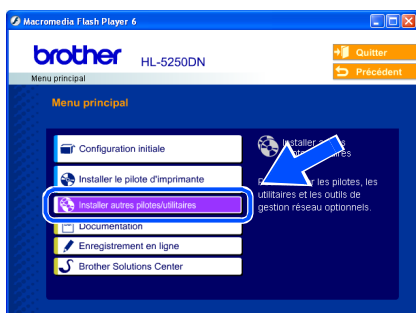 Macromedia Flash Player 6
brother HL-5250DN
Quitter
Précédent
Menu principal
Menu principal
Configuration initiale
Installer le pilote d'imprimante
Installer autres pilotes/utilitaires
Documentation
Enregistrement en ligne
Brother Solutions Center
Installer
les pilotes, les
utilitaires et les outils de
gestion réseau optionnels.